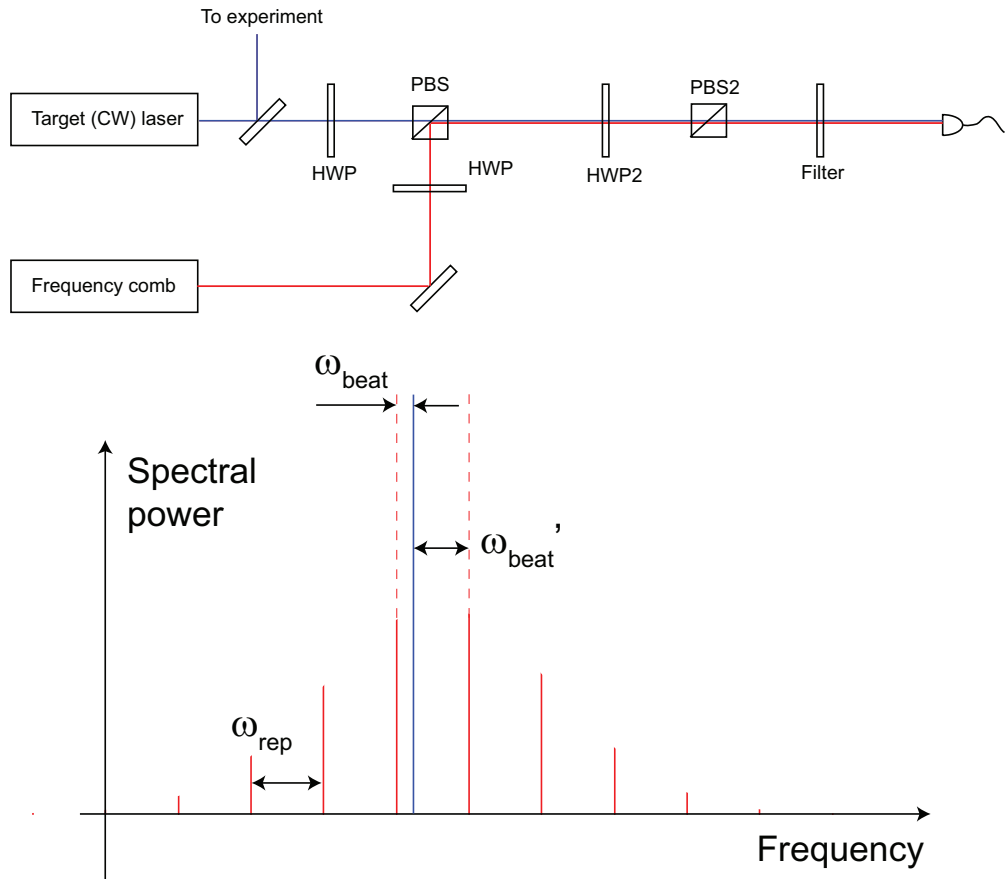 To experiment
Target (CW) laser
PBS
PBS2
HWP
HWP
HWP2
Filter
Frequency comb
ωbeat
Spectral
power
ωbeat’
ωrep
Frequency